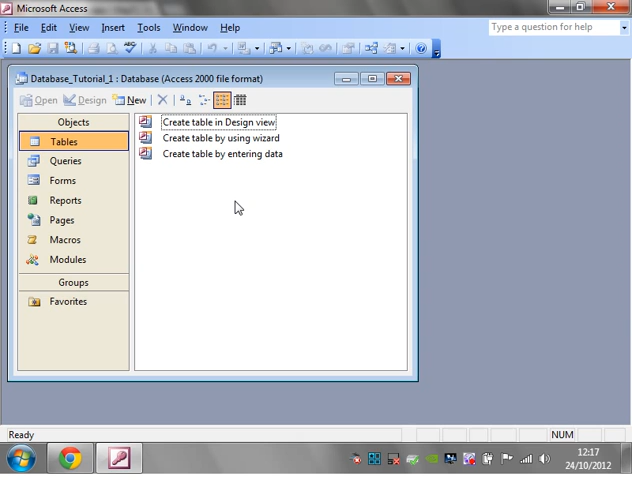 Microsoft Access
File Edit View Insert Tools Window Help
Type a question for help
Database_Tutorial_1 : Database (Access 2000 file format)
Open Design New
Objects
Tables
Queries
Forms
Reports
Pages
Macros
Modules
Groups
Favorites
Create table in Design view
Create table by using wizard
Create table by entering data
Ready
NUM
12:17
24/10/2012